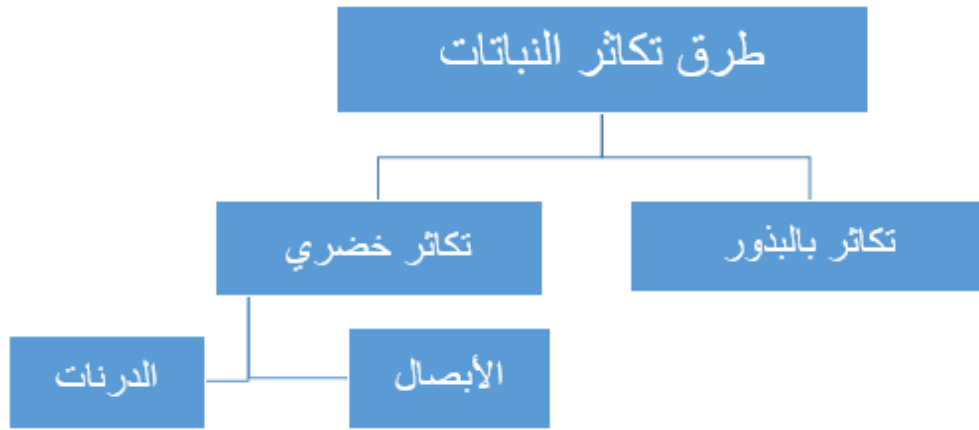 طرق تكاثر النباتات
تكاثر بالبذور
تكاثر خضري
الأبصال
الدرنات